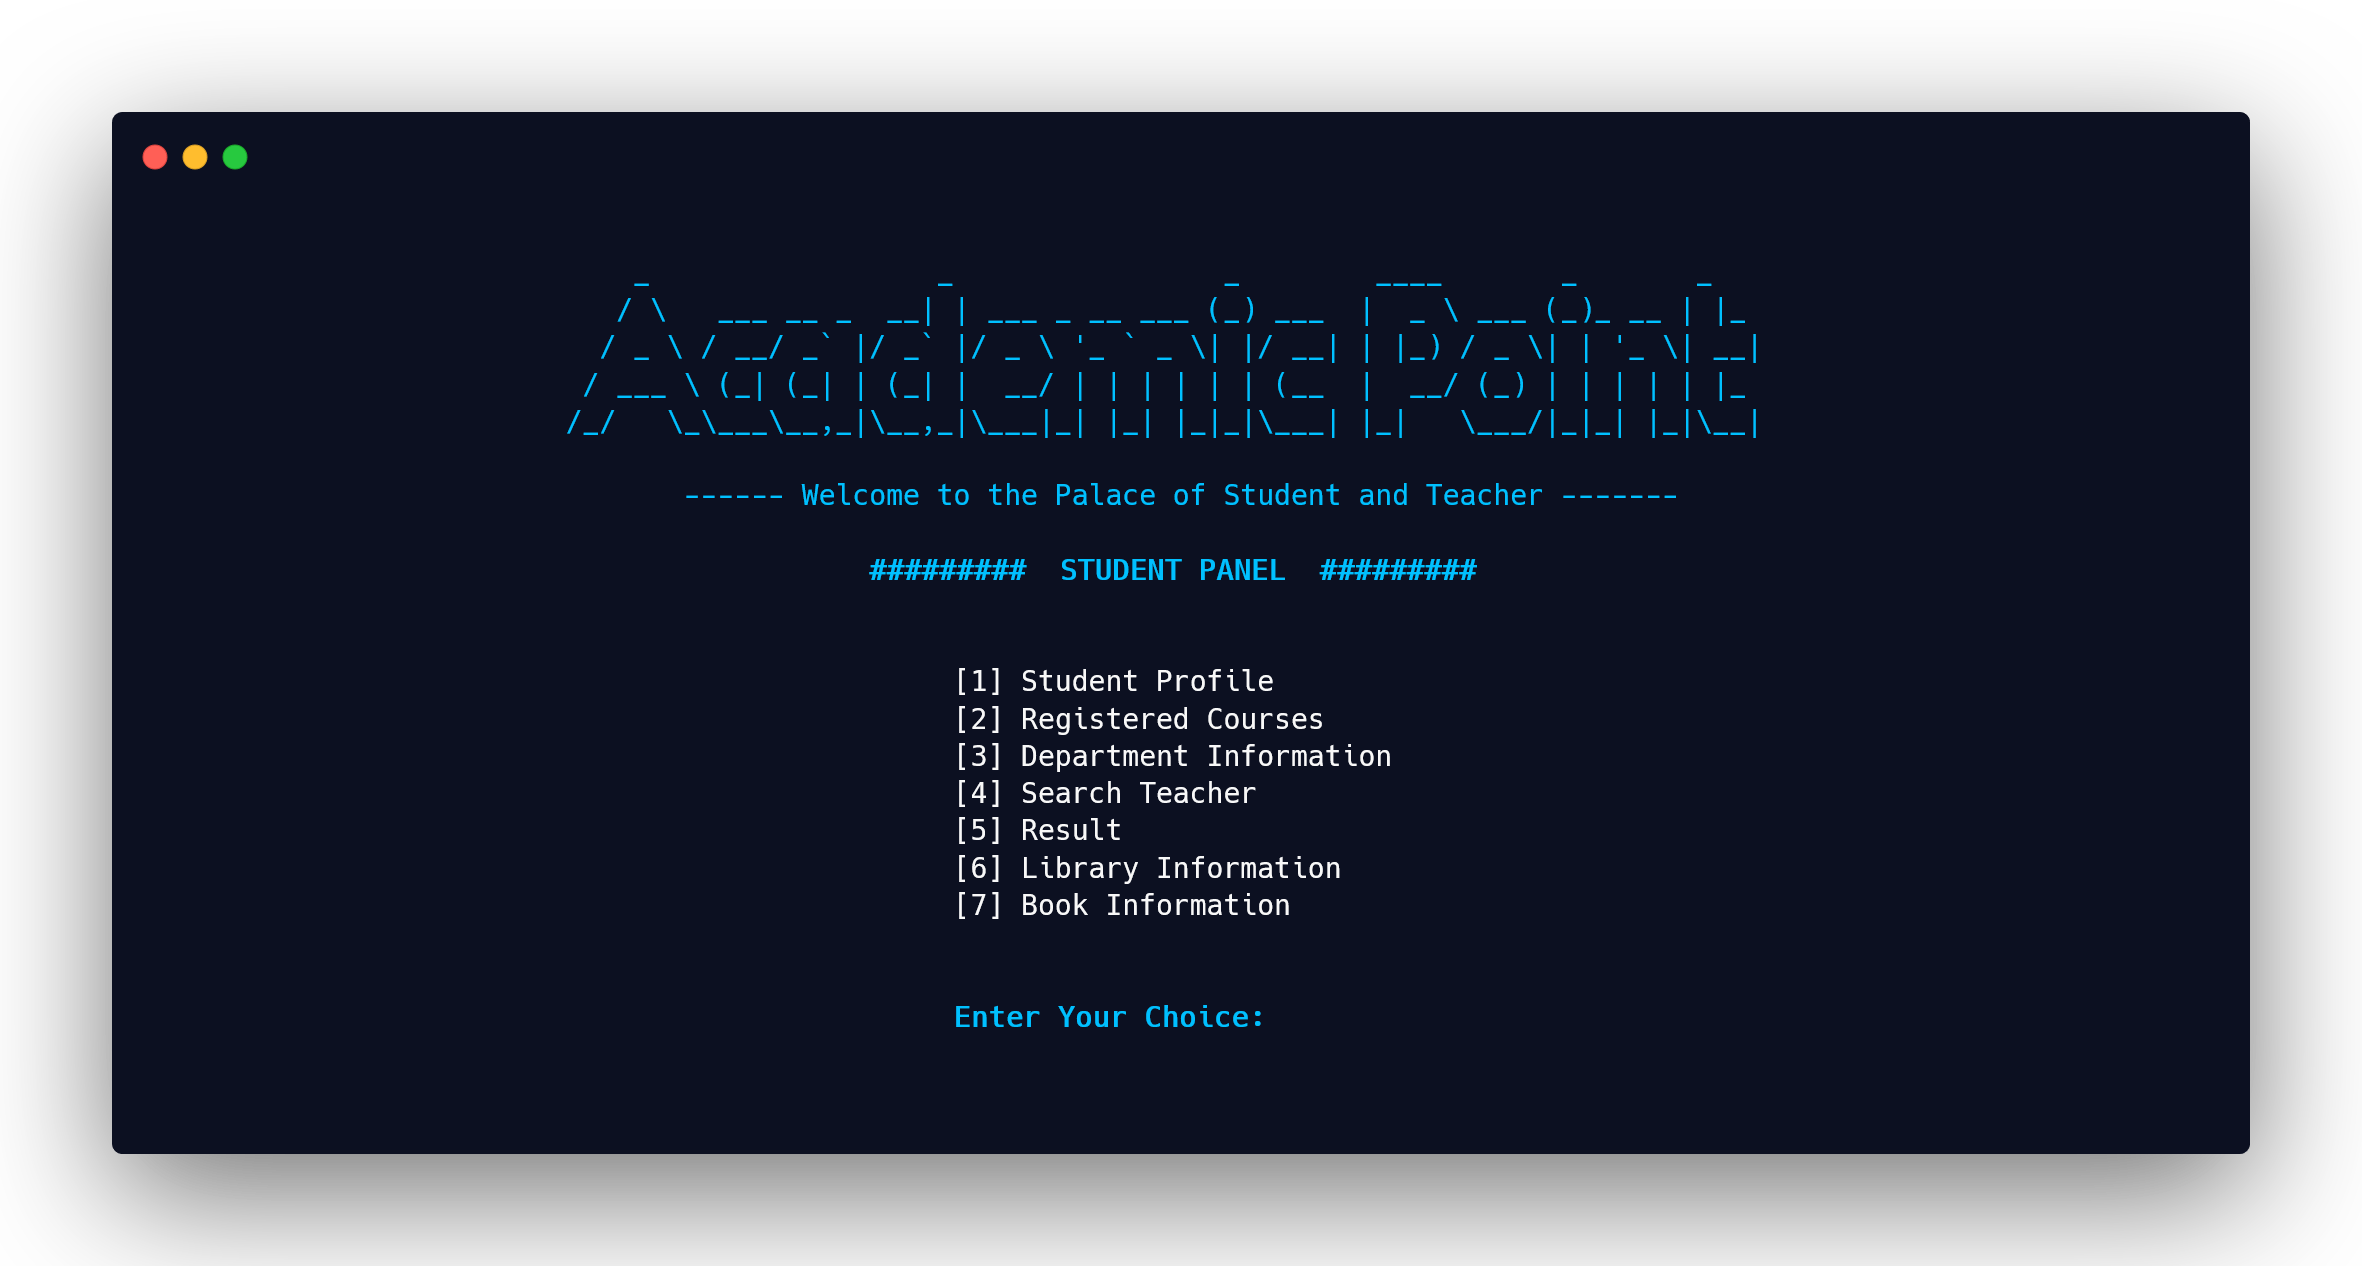 Academic Point
------ Welcome to the Palace of Student and Teacher -------
######### STUDENT PANEL #########
[1] Student Profile
[2] Registered Courses
[3] Department Information
[4] Search Teacher
[5] Result
[6] Library Information
[7] Book Information
Enter Your Choice: